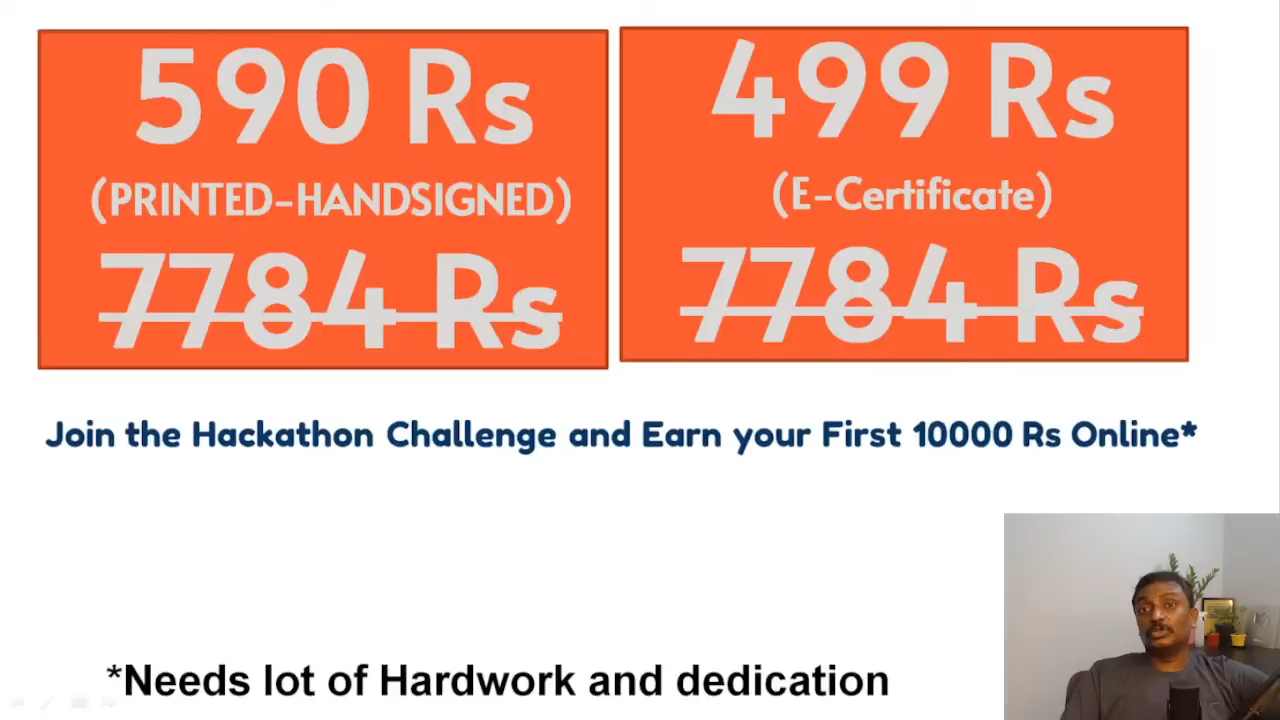 590 Rs
(PRINTED-HANDSIGNED)
7784 Rs
499 Rs
(E-Certificate)
7784 Rs
Join the Hackathon Challenge and Earn your First 10000 Rs Online*
*Needs lot of Hardwork and dedication